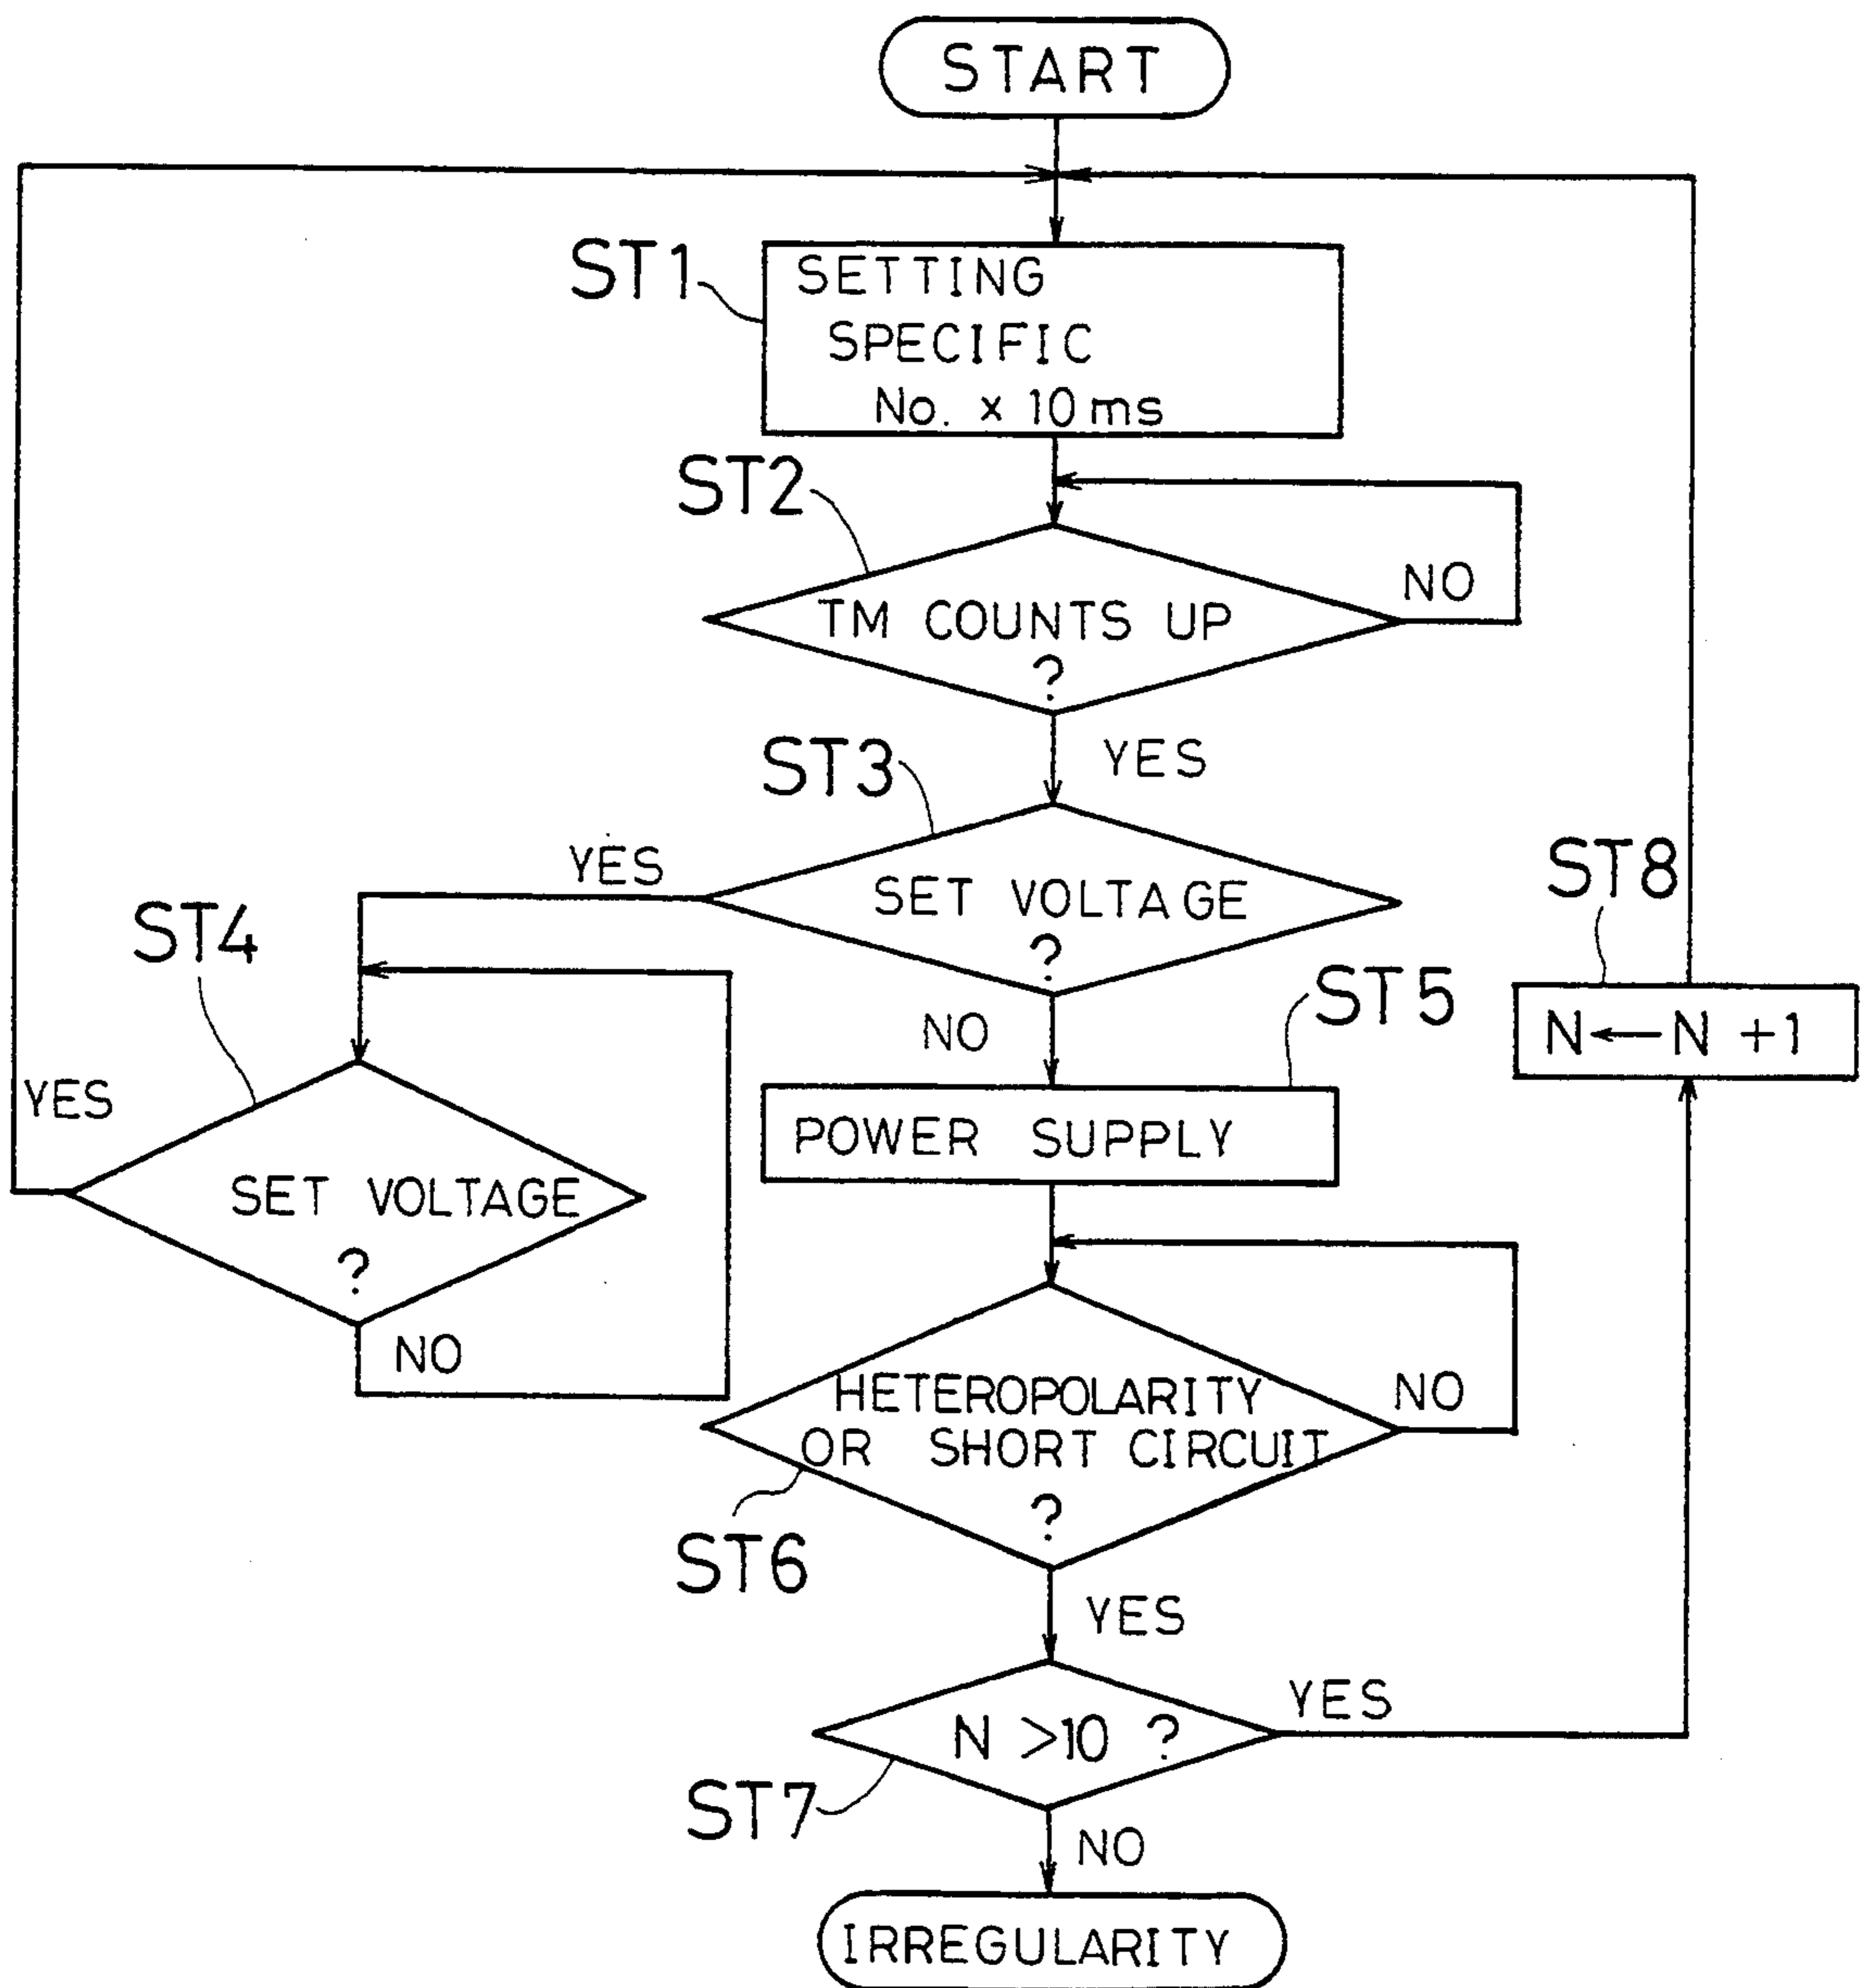 START
ST1
SETTING
SPECIFIC
No. × 10 ms
ST2
TM COUNTS UP
?
NO
YES
ST3
SET VOLTAGE
?
YES
NO
ST4
SET VOLTAGE
?
YES
NO
ST5
POWER SUPPLY
ST8
N ← N + 1
HETEROPOLARITY
OR SHORT CIRCUIT
?
NO
ST6
YES
N >10 ?
YES
ST7
NO
IRREGULARITY